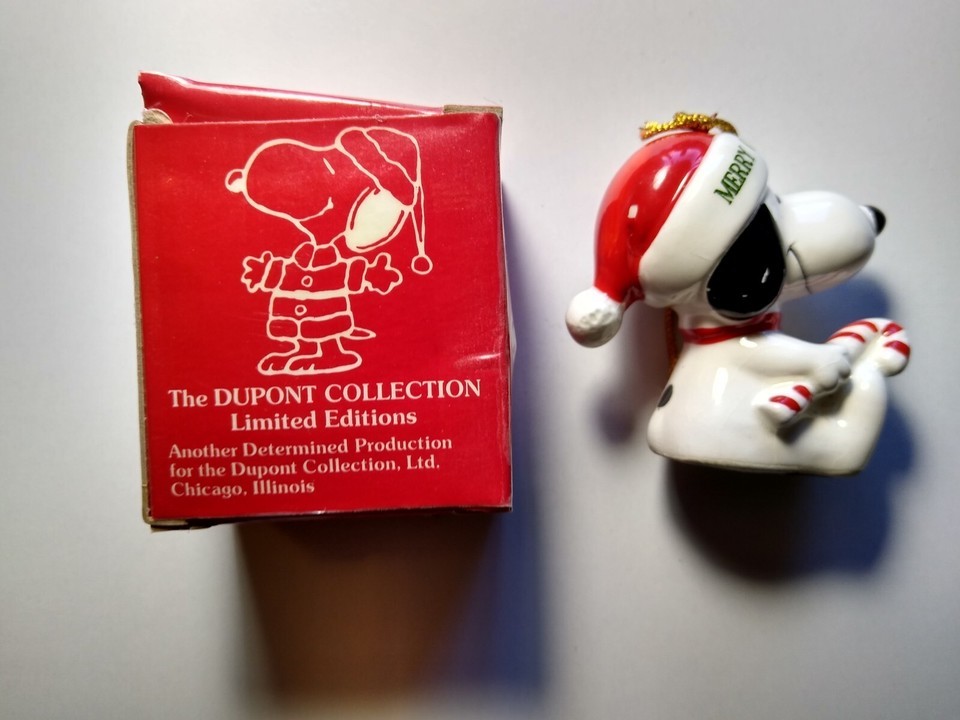 The DUPONT COLLECTION
Limited Editions
Another Determined Production
for the Dupont Collection, Ltd.
Chicago, Illinois
MERRY